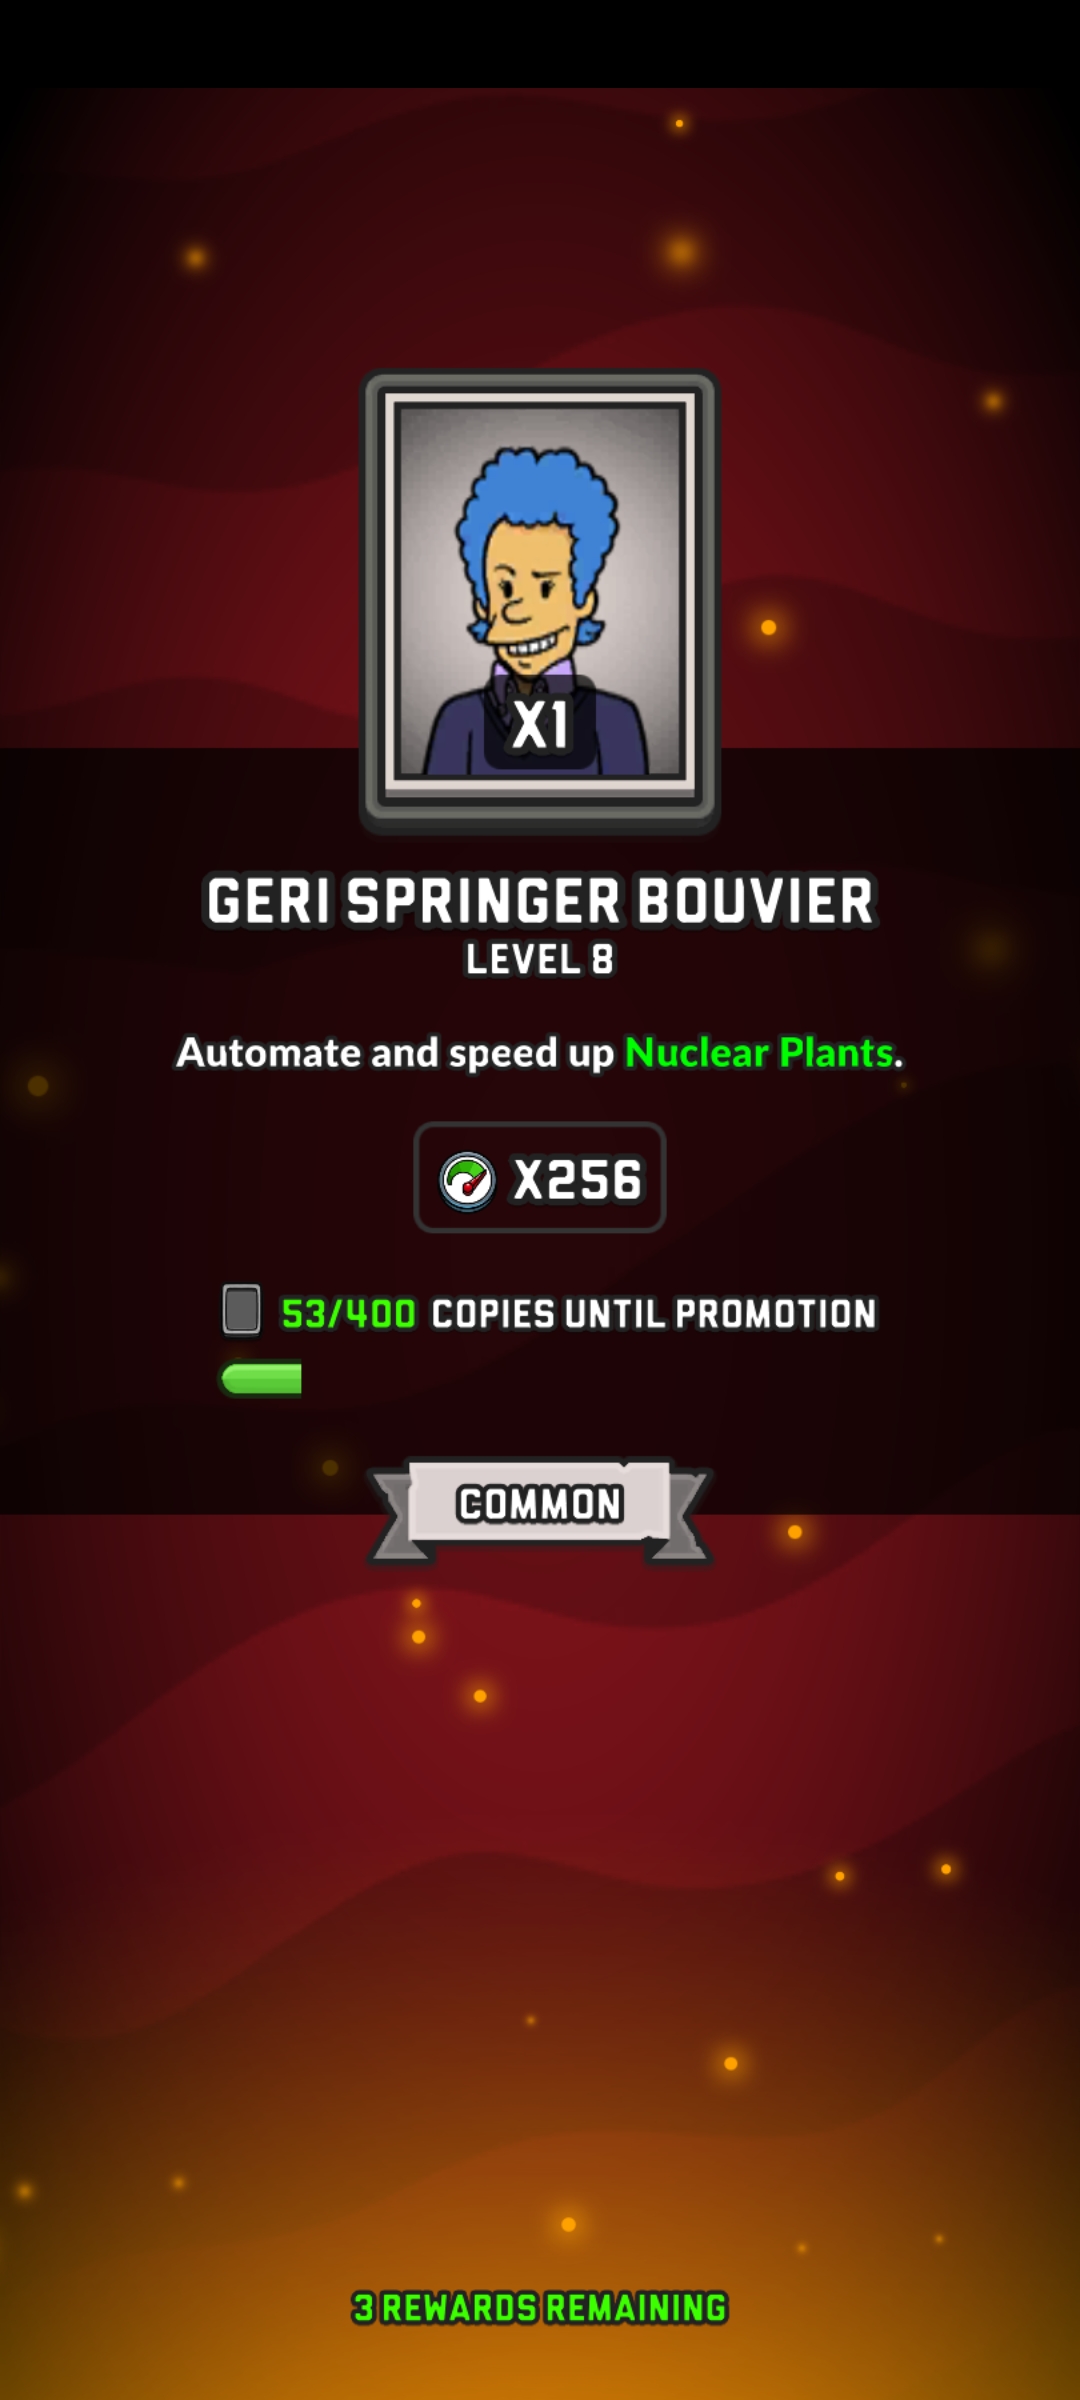 X1
GERI SPRINGER BOUVIER
LEVEL 8
Automate and speed up Nuclear Plants.
X256
53/400 COPIES UNTIL PROMOTION
COMMON
3 REWARDS REMAINING